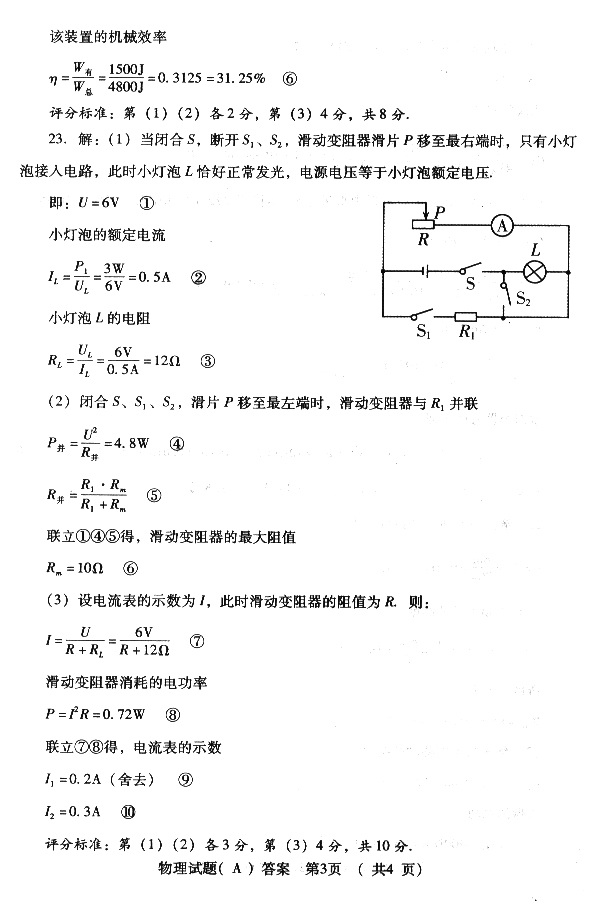 该装置的机械效率
η = W有/W总 = 1500J/4800J = 0.3125 = 31.25% ⑥
评分标准：第（1）（2）各2分，第（3）4分，共8分.
23. 解：（1）当闭合S，断开S₁、S₂，滑动变阻器滑片P移至最右端时，只有小灯
泡接入电路，此时小灯泡L恰好正常发光，电源电压等于小灯泡额定电压.
即：U = 6V ①
小灯泡的额定电流
I_L = P₁/U_L = 3W/6V = 0.5A ②
小灯泡L的电阻
R_L = U_L/I_L = 6V/0.5A = 12Ω ③
P
R
A
L
S
S₂
S₁
R₁
（2）闭合S、S₁、S₂，滑片P移至最左端时，滑动变阻器与R₁并联
P并 = U²/R并 = 4.8W ④
R并 = R₁·Rₘ/R₁+Rₘ ⑤
联立①④⑤得，滑动变阻器的最大阻值
Rₘ = 10Ω ⑥
（3）设电流表的示数为I，此时滑动变阻器的阻值为R. 则：
I = U/R+R_L = 6V/R+12Ω ⑦
滑动变阻器消耗的电功率
P = I²R = 0.72W ⑧
联立⑦⑧得，电流表的示数
I₁ = 0.2A（舍去） ⑨
I₂ = 0.3A ⑩
评分标准：第（1）（2）各3分，第（3）4分，共10分.
物理试题（A）答案 第3页 （共4页）